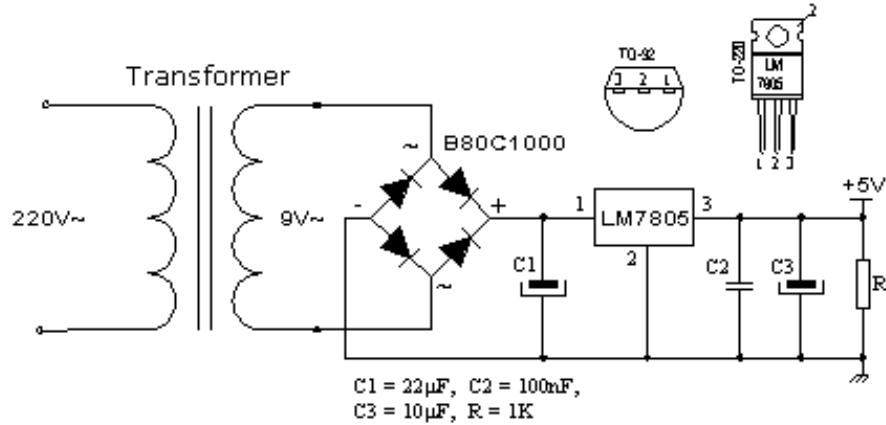 2
TO-92
3 2 1
TO-220
LM
7805
1 2 3
Transformer
B80C1000
220V~
9V~
~
-
+
~
1
LM7805
3
2
+5V
C1
C2
C3
R
C1 = 22µF, C2 = 100nF,
C3 = 10µF, R = 1K